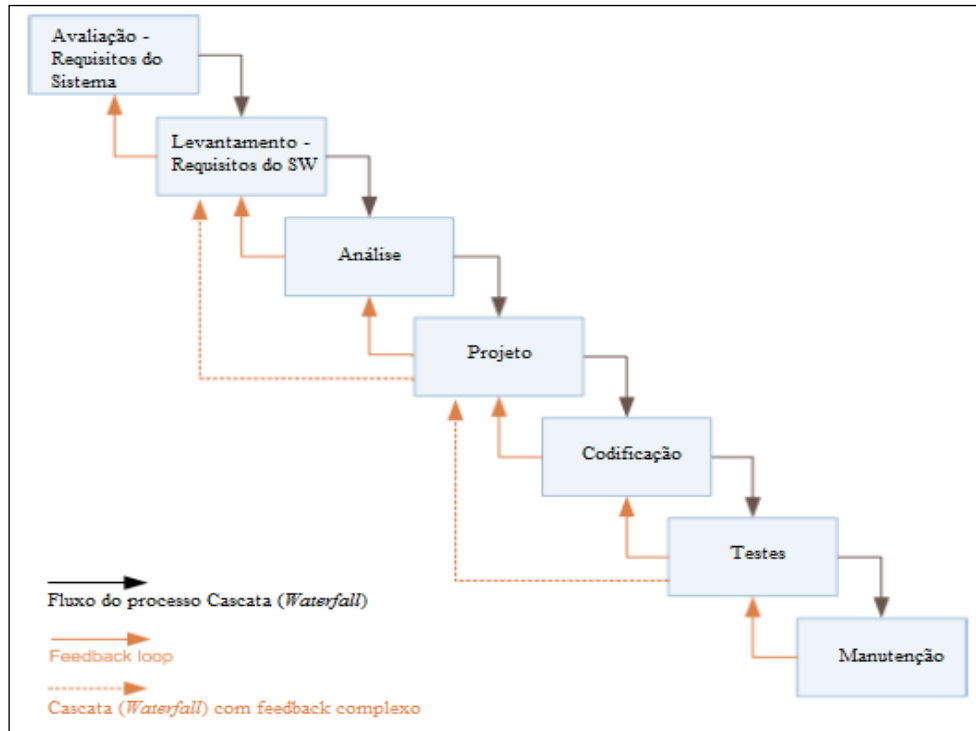 Avaliação -
Requisitos do
Sistema
Levantamento -
Requisitos do SW
Análise
Projeto
Codificação
Testes
Manutenção
Fluxo do processo Cascata (Waterfall)
Feedback loop
Cascata (Waterfall) com feedback complexo